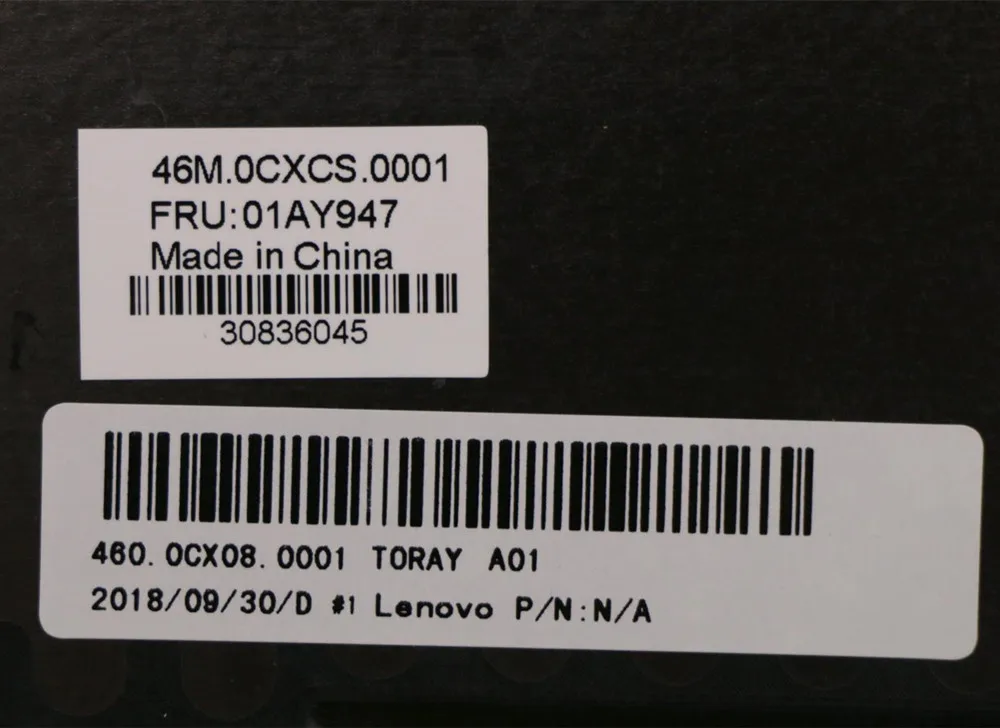 46M.0CXCS.0001
FRU:01AY947
Made in China
30836045
460.0CX08.0001 TORAY A01
2018/09/30/D #1 Lenovo P/N:N/A